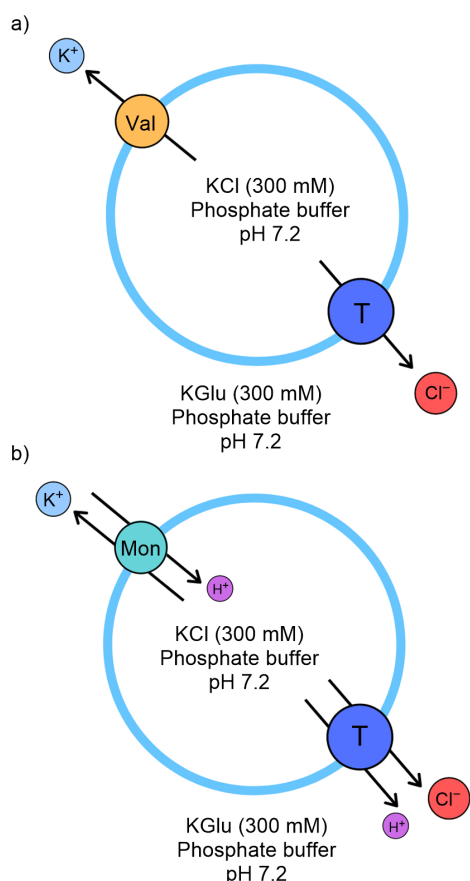 a)
K⁺
Val
KCl (300 mM)
Phosphate buffer
pH 7.2
T
Cl⁻
KGlu (300 mM)
Phosphate buffer
pH 7.2
b)
K⁺
Mon
H⁺
KCl (300 mM)
Phosphate buffer
pH 7.2
T
Cl⁻
H⁺
KGlu (300 mM)
Phosphate buffer
pH 7.2